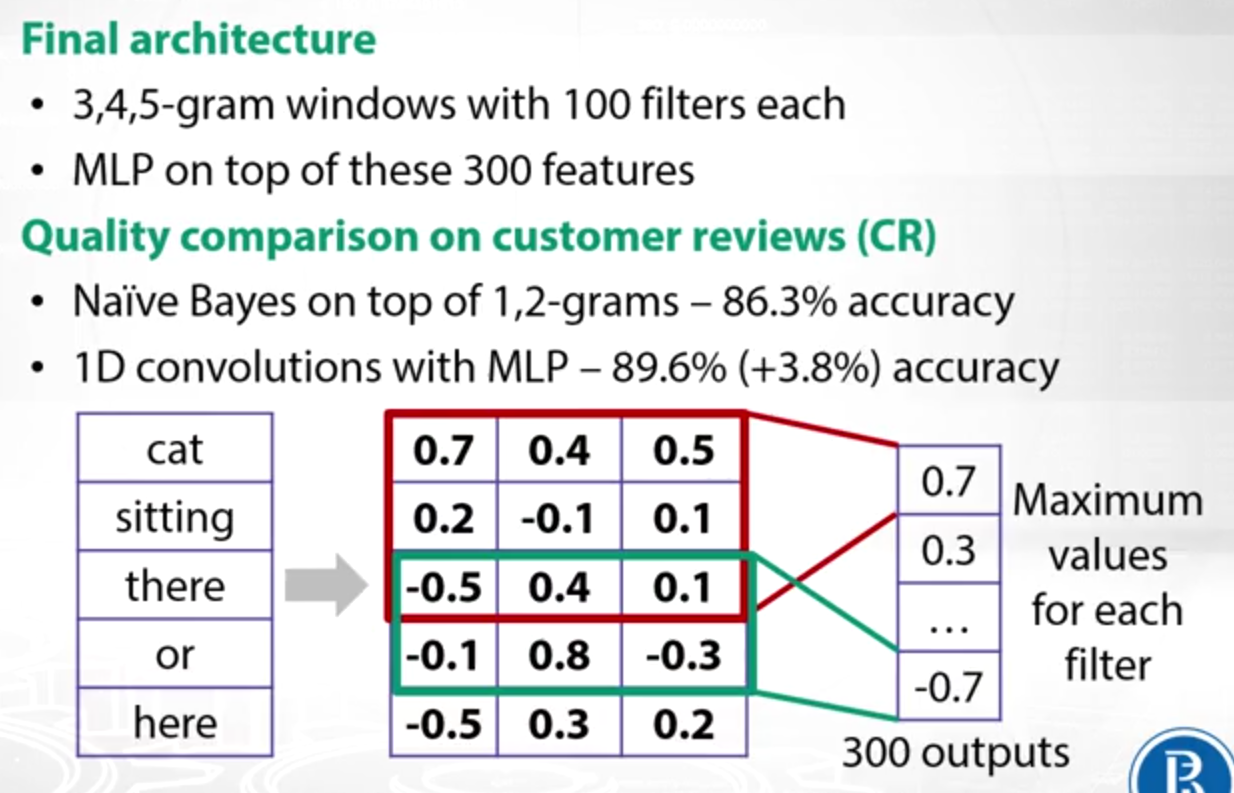 Final architecture
• 3,4,5-gram windows with 100 filters each
• MLP on top of these 300 features
Quality comparison on customer reviews (CR)
• Naïve Bayes on top of 1,2-grams – 86.3% accuracy
• 1D convolutions with MLP – 89.6% (+3.8%) accuracy
cat 0.7 0.4 0.5
sitting 0.2 -0.1 0.1
there -0.5 0.4 0.1
or -0.1 0.8 -0.3
here -0.5 0.3 0.2
0.7
0.3
...
-0.7
Maximum
values
for each
filter
300 outputs